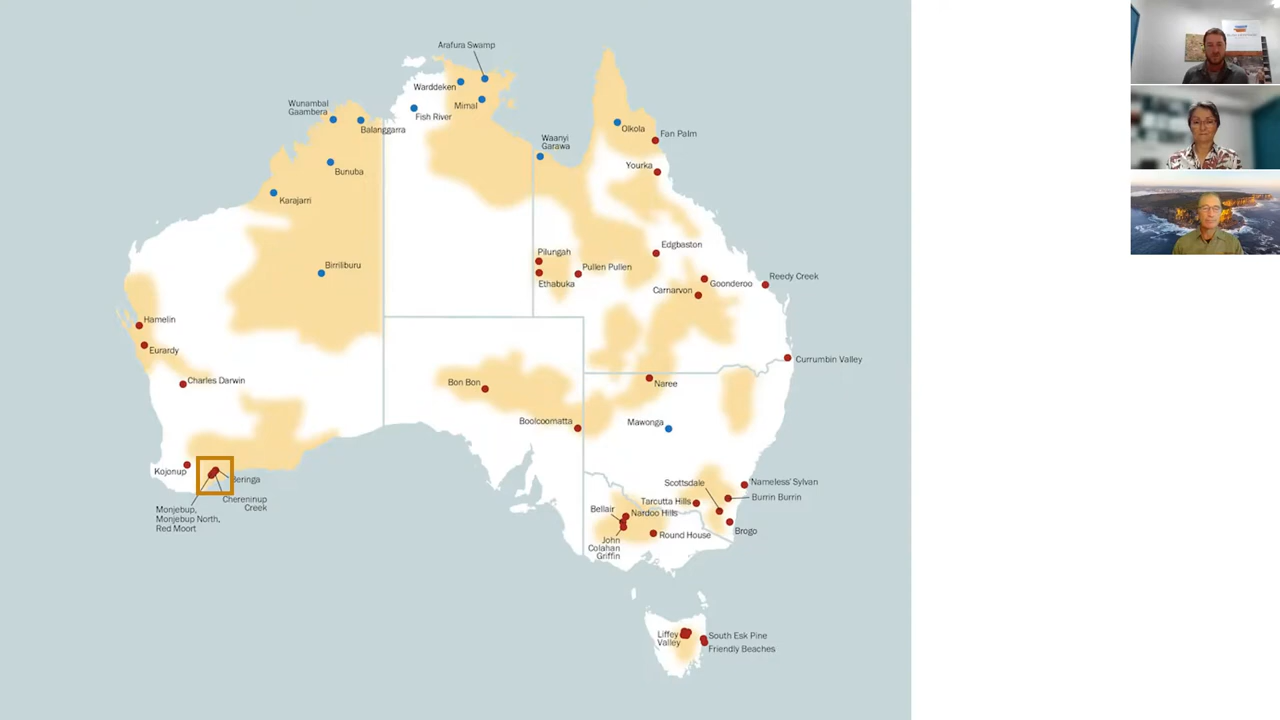 Arafura Swamp
Warddeken
Mimal
Wunambal
Gaambera
Fish River
Balanggarra
Olkola
Fan Palm
Waanyi
Garawa
Bunuba
Yourka
Karajarri
Edgbaston
Pilungah
Birriliburu
Pullen Pullen
Reedy Creek
Ethabuka
Goonderoo
Carnarvon
Hamelin
Eurardy
Currumbin Valley
Charles Darwin
Bon Bon
Naree
Boolcoomatta
Mawonga
Kojonup
Beringa
Scottsdale
'Nameless' Sylvan
Chereninup
Creek
Burrin Burrin
Tarcutta Hills
Monjebup,
Monjebup North,
Red Moort
Bellair
Nardoo Hills
Brogo
Round House
John
Colahan
Griffin
Liffey
Valley
South Esk Pine
Friendly Beaches